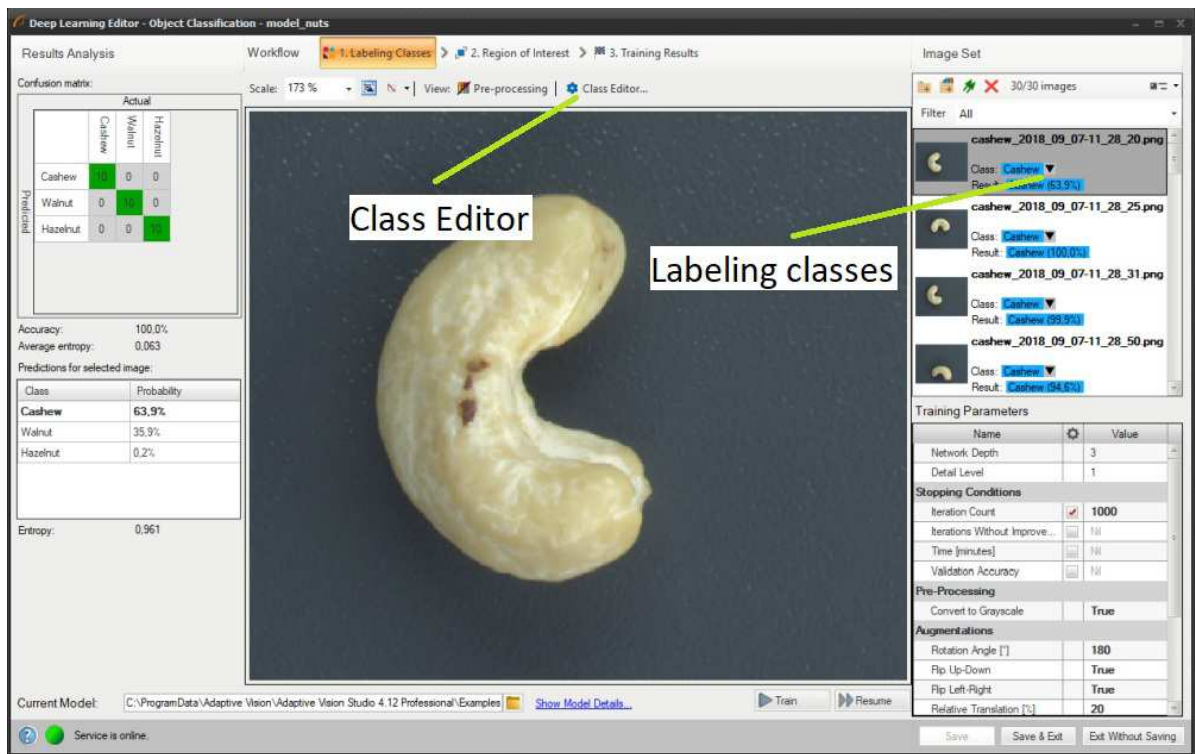 Deep Learning Editor - Object Classification - model_nuts
Results Analysis
Workflow
1. Labeling Classes
2. Region of Interest
3. Training Results
Image Set
Confusion matrix:
Actual
Cashew
Walnut
Hazelnut
Predicted
Cashew 10 0 0
Walnut 0 10 0
Hazelnut 0 0 10
Accuracy: 100,0%
Average entropy: 0,063
Predictions for selected image:
Class Probability
Cashew 63,9%
Walnut 35,9%
Hazelnut 0,2%
Entropy: 0,961
Scale: 173 %
View: Pre-processing
Class Editor...
Class Editor
Labeling classes
30/30 images
Filter All
cashew_2018_09_07-11_28_20.png
Class: Cashew
Result: Cashew (63,9%)
cashew_2018_09_07-11_28_25.png
Class: Cashew
Result: Cashew (100,0%)
cashew_2018_09_07-11_28_31.png
Class: Cashew
Result: Cashew (99,9%)
cashew_2018_09_07-11_28_50.png
Class: Cashew
Result: Cashew (94,6%)
Training Parameters
Name Value
Network Depth 3
Detail Level 1
Stopping Conditions
Iteration Count 1000
Iterations Without Improve... Nil
Time [minutes] Nil
Validation Accuracy Nil
Pre-Processing
Convert to Grayscale True
Augmentations
Rotation Angle [°] 180
Flip Up-Down True
Flip Left-Right True
Relative Translation [%] 20
Current Model:
C:\ProgramData\Adaptive Vision\Adaptive Vision Studio 4.12 Professional\Examples
Show Model Details...
Train
Resume
Service is online.
Save
Save & Exit
Exit Without Saving